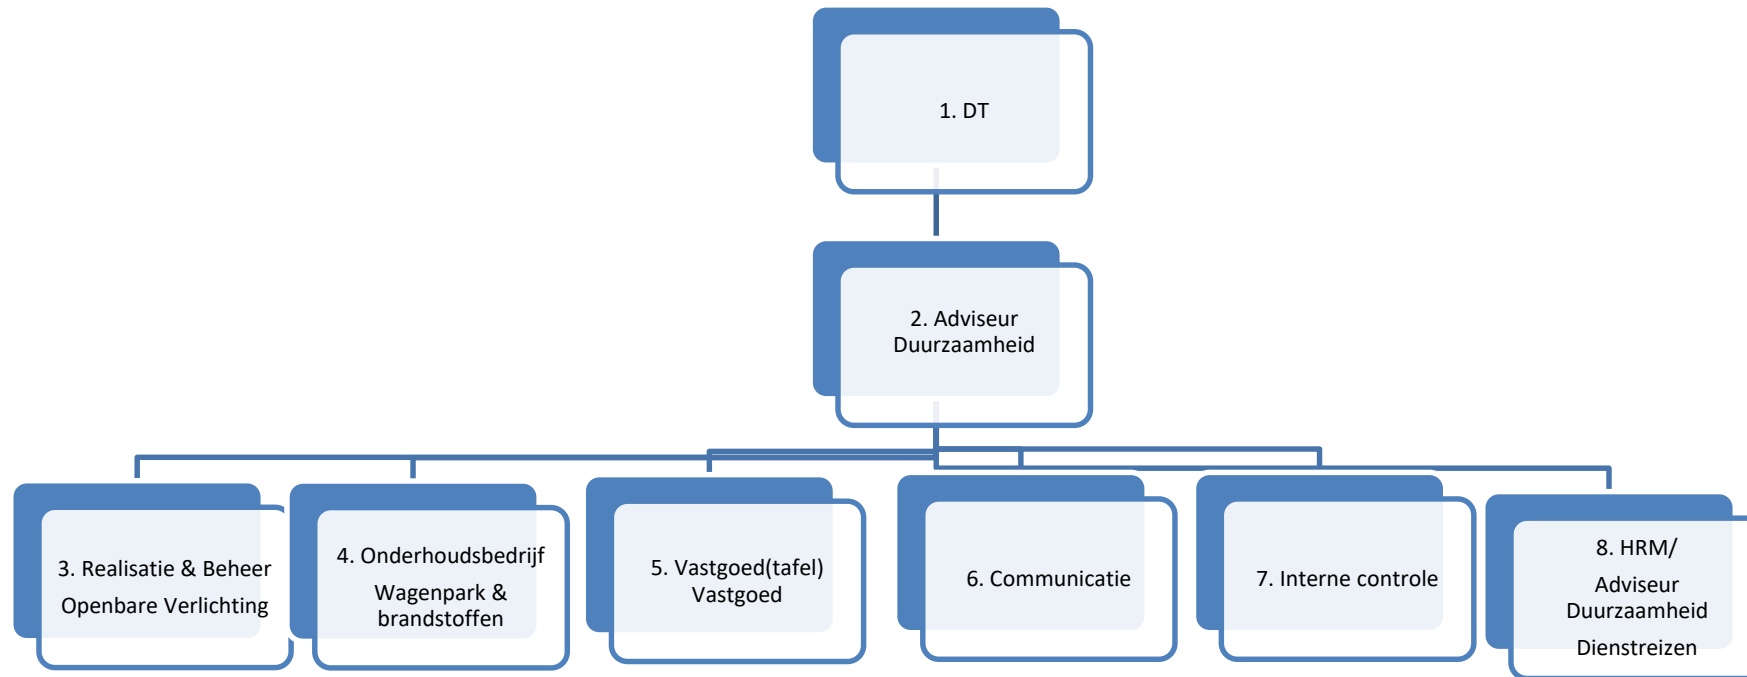 1. DT
2. Adviseur
Duurzaamheid
3. Realisatie & Beheer
Openbare Verlichting
4. Onderhoudsbedrijf
Wagenpark &
brandstoffen
5. Vastgoed(tafel)
Vastgoed
6. Communicatie
7. Interne controle
8. HRM/
Adviseur
Duurzaamheid
Dienstreizen